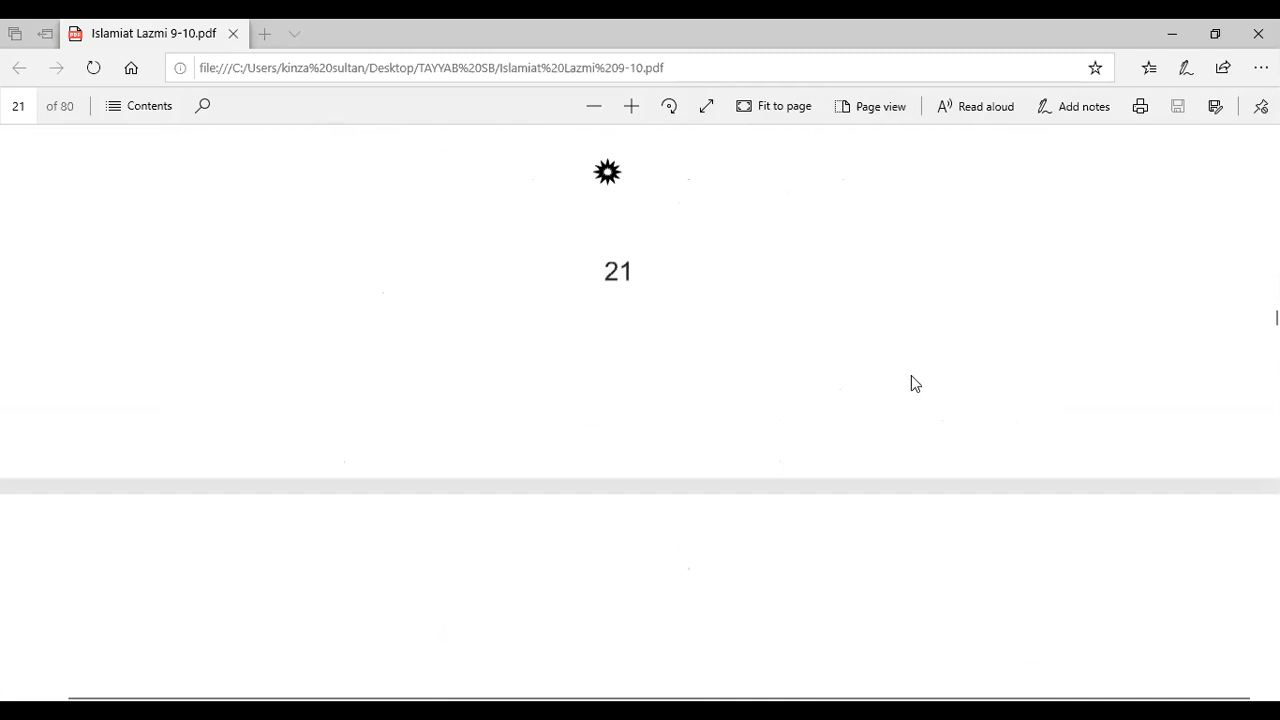 Islamiat Lazmi 9-10.pdf
file:///C:/Users/kinza%20sultan/Desktop/TAYYAB%20SB/Islamiat%20Lazmi%209-10.pdf
21 of 80 Contents Fit to page Page view Read aloud Add notes
21